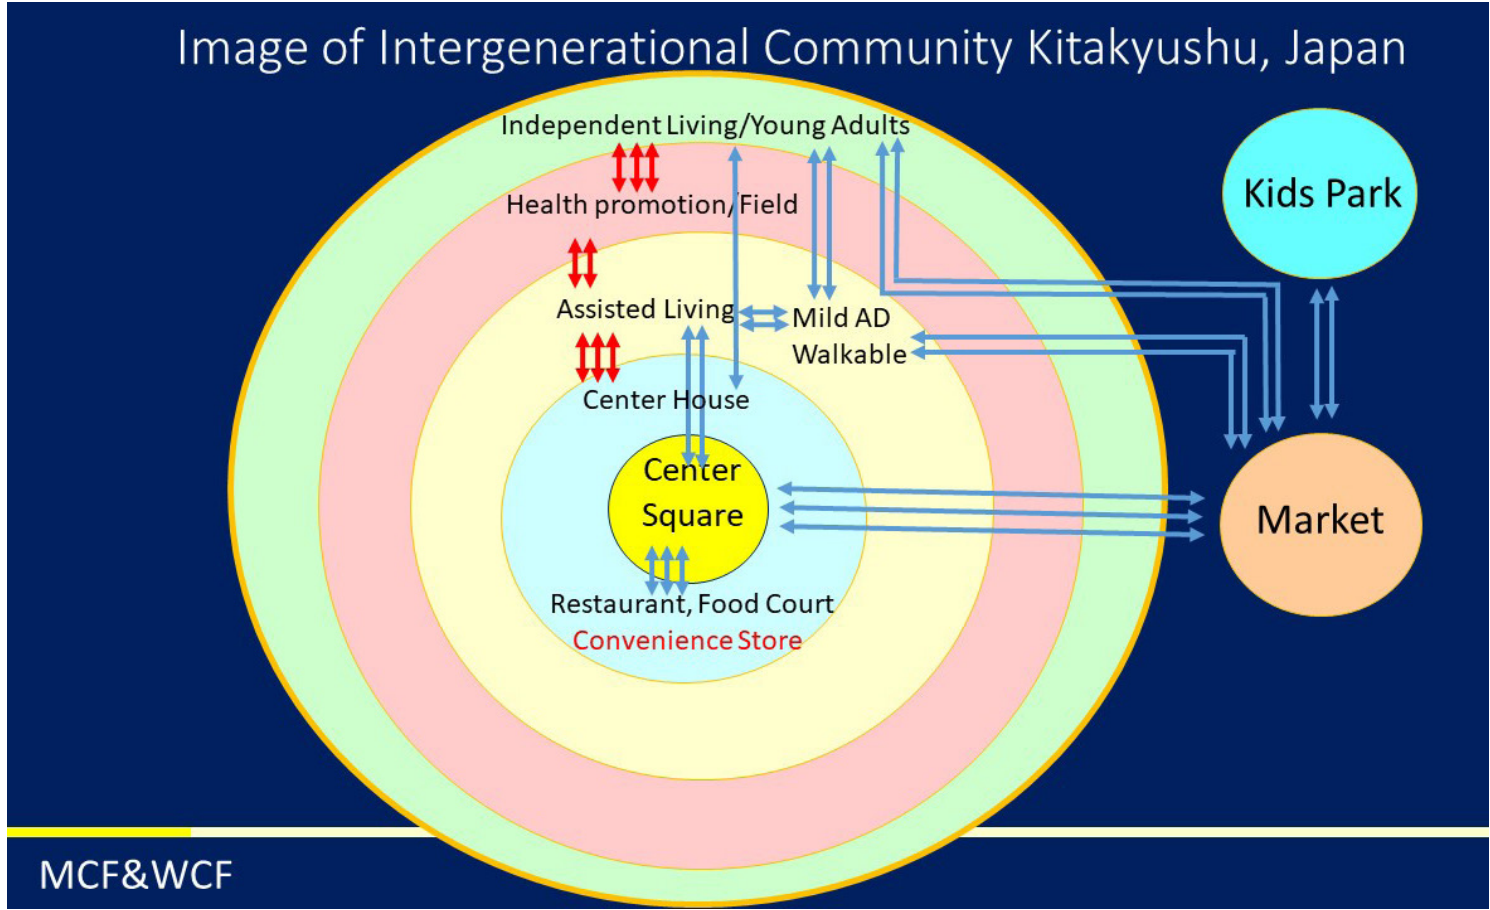 Image of Intergenerational Community Kitakyushu, Japan
Independent Living/Young Adults
Health promotion/Field
Assisted Living
Mild AD
Walkable
Center House
Center
Square
Restaurant, Food Court
Convenience Store
Kids Park
Market
MCF&WCF